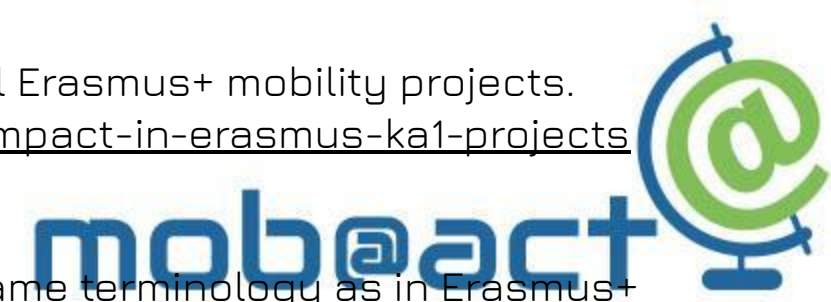 l Erasmus+ mobility projects.
mpact-in-erasmus-ka1-projects
@
mob@act
ame terminology as in Erasmus+